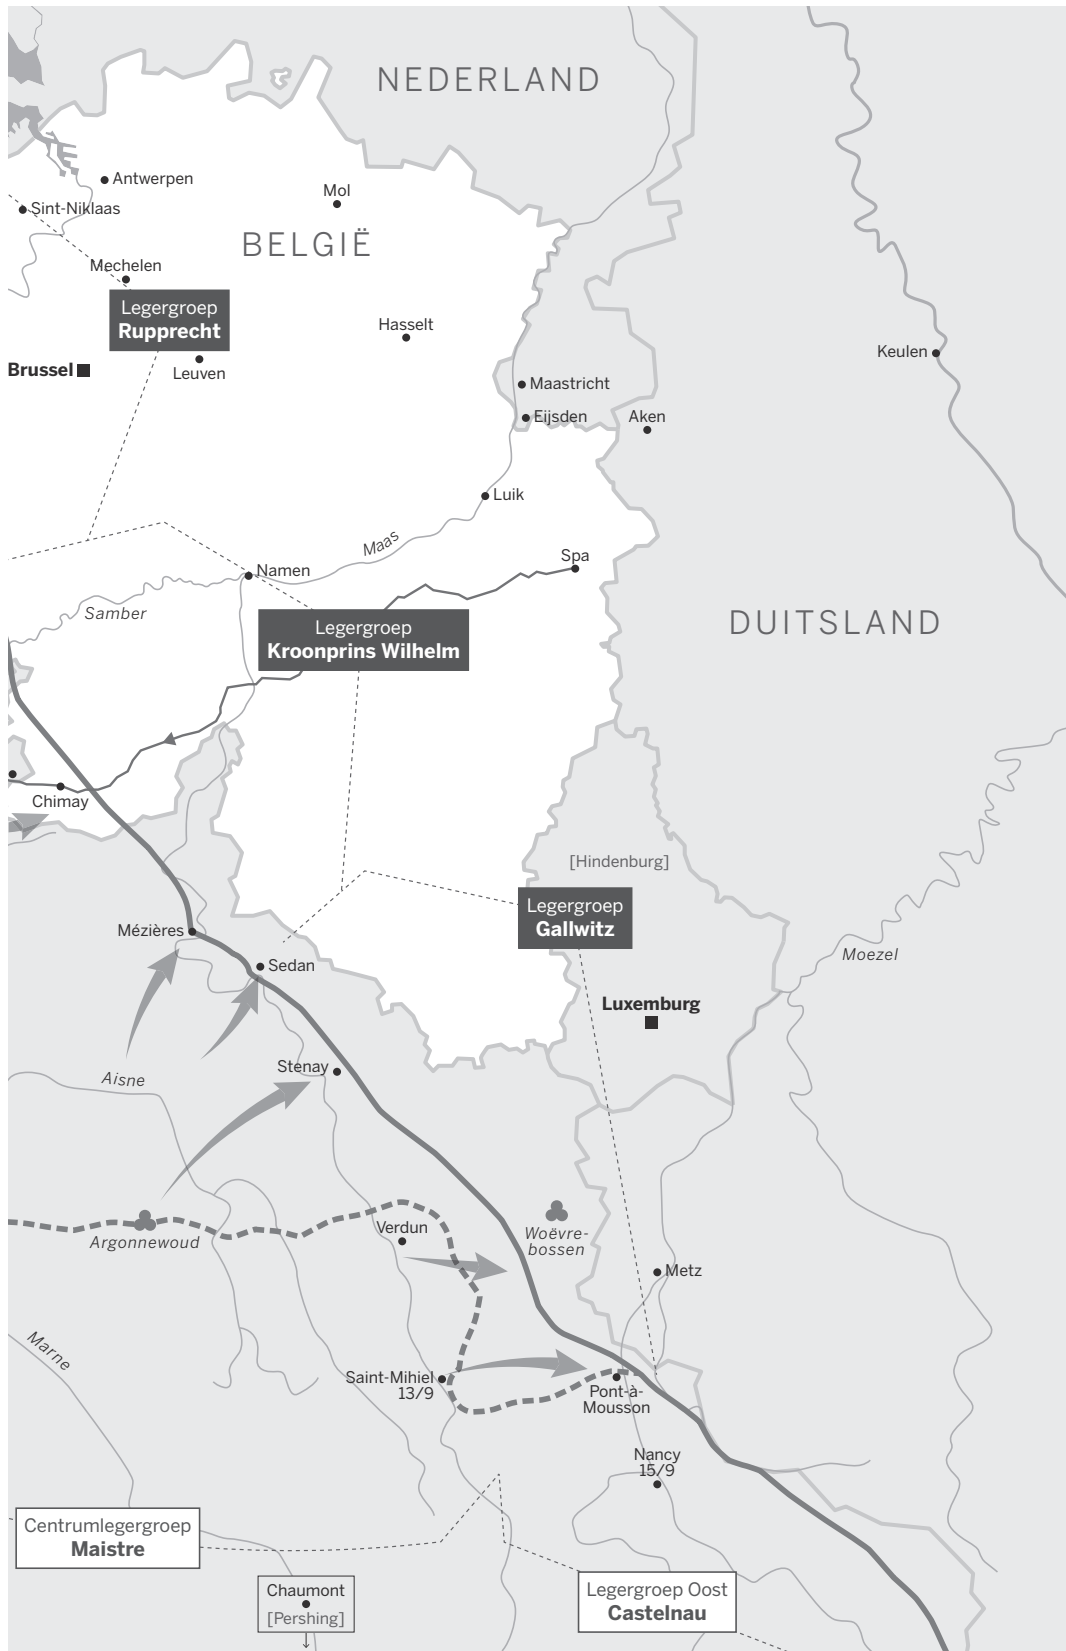 NEDERLAND
Antwerpen
Mol
Sint-Niklaas
BELGIË
Mechelen
Legergroep
Rupprecht
Hasselt
Brussel
Leuven
Keulen
Maastricht
Eijsden
Aken
Luik
Maas
Spa
Namen
Samber
Legergroep
Kroonprins Wilhelm
DUITSLAND
Chimay
[Hindenburg]
Legergroep
Gallwitz
Mézières
Sedan
Moezel
Luxemburg
Stenay
Aisne
Verdun
Argonnewoud
Woëvre-
bossen
Metz
Marne
Saint-Mihiel
13/9
Pont-à-
Mousson
Nancy
15/9
Centrumlegergroep
Maistre
Chaumont
[Pershing]
Legergroep Oost
Castelnau